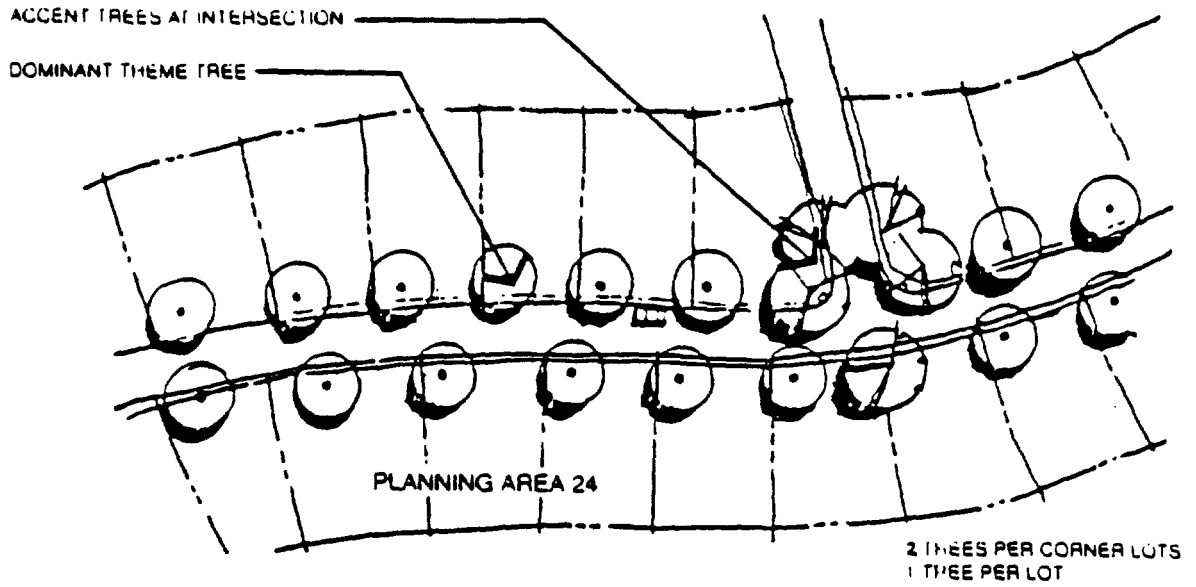 ACCENT TREES AT INTERSECTION
DOMINANT THEME TREE
PLANNING AREA 24
2 TREES PER CORNER LOTS
1 TREE PER LOT